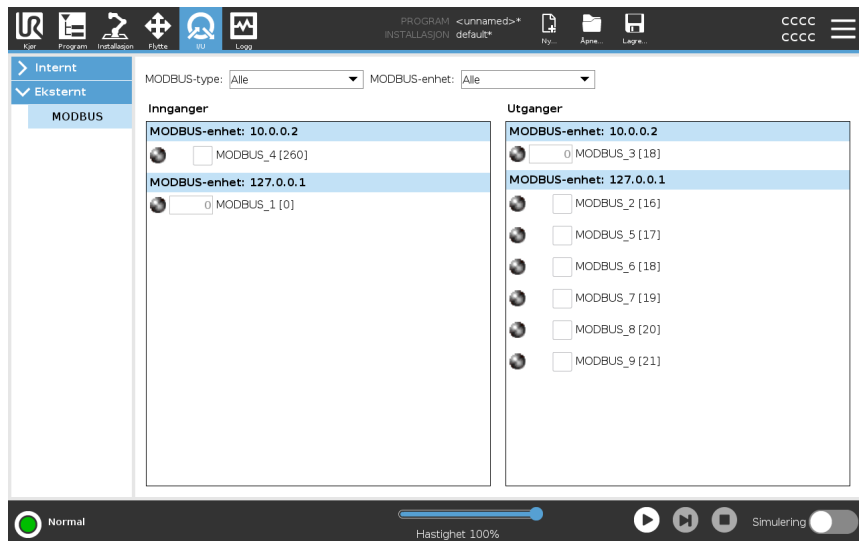 UR
Kjør
Program
Installasjon
Flytte
I/U
Logg
PROGRAM <unnamed>*
INSTALLASJON default*
Ny...
Åpne...
Lagre...
CCCC
CCCC
Internt
Eksternt
MODBUS
MODBUS-type: Alle
MODBUS-enhet: Alle
Innganger
MODBUS-enhet: 10.0.0.2
MODBUS_4 [260]
MODBUS-enhet: 127.0.0.1
0 MODBUS_1 [0]
Utganger
MODBUS-enhet: 10.0.0.2
0 MODBUS_3 [18]
MODBUS-enhet: 127.0.0.1
MODBUS_2 [16]
MODBUS_5 [17]
MODBUS_6 [18]
MODBUS_7 [19]
MODBUS_8 [20]
MODBUS_9 [21]
Normal
Hastighet 100%
Simulering